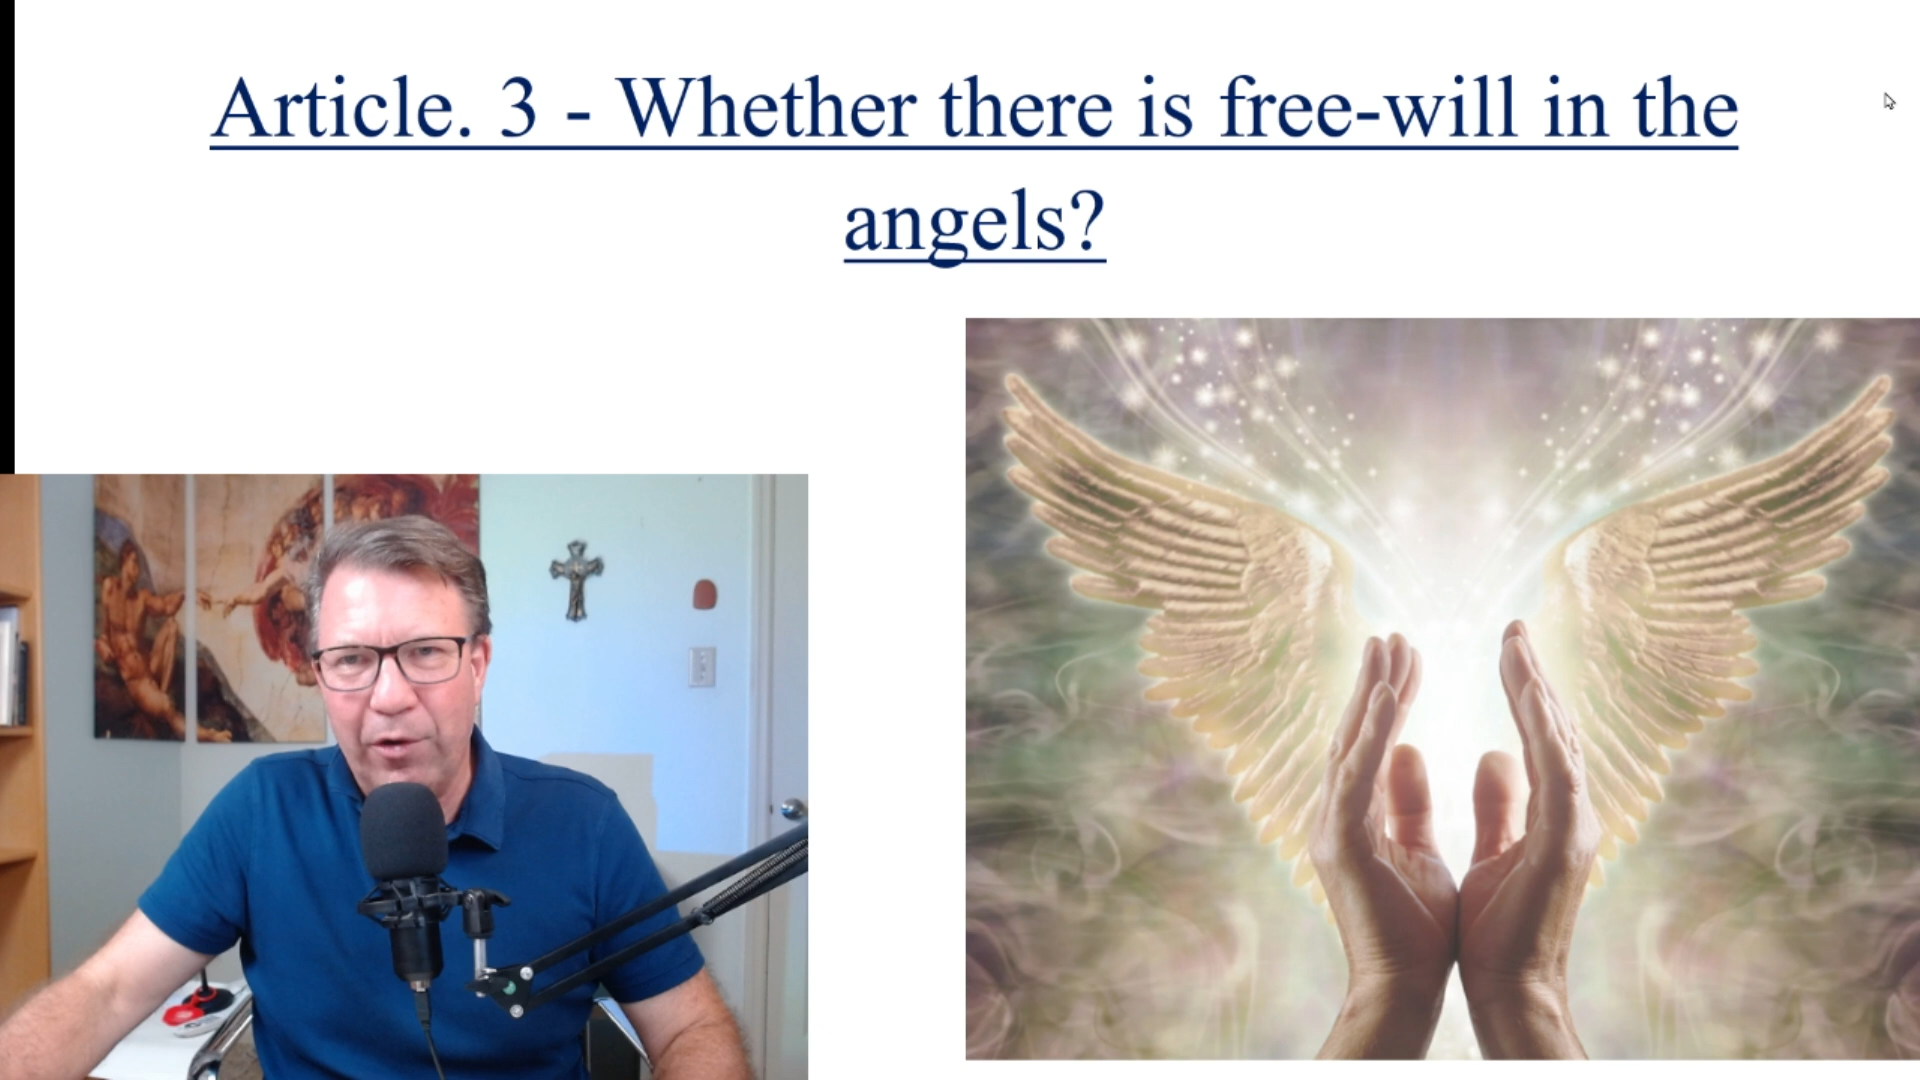 Article. 3 - Whether there is free-will in the
angels?